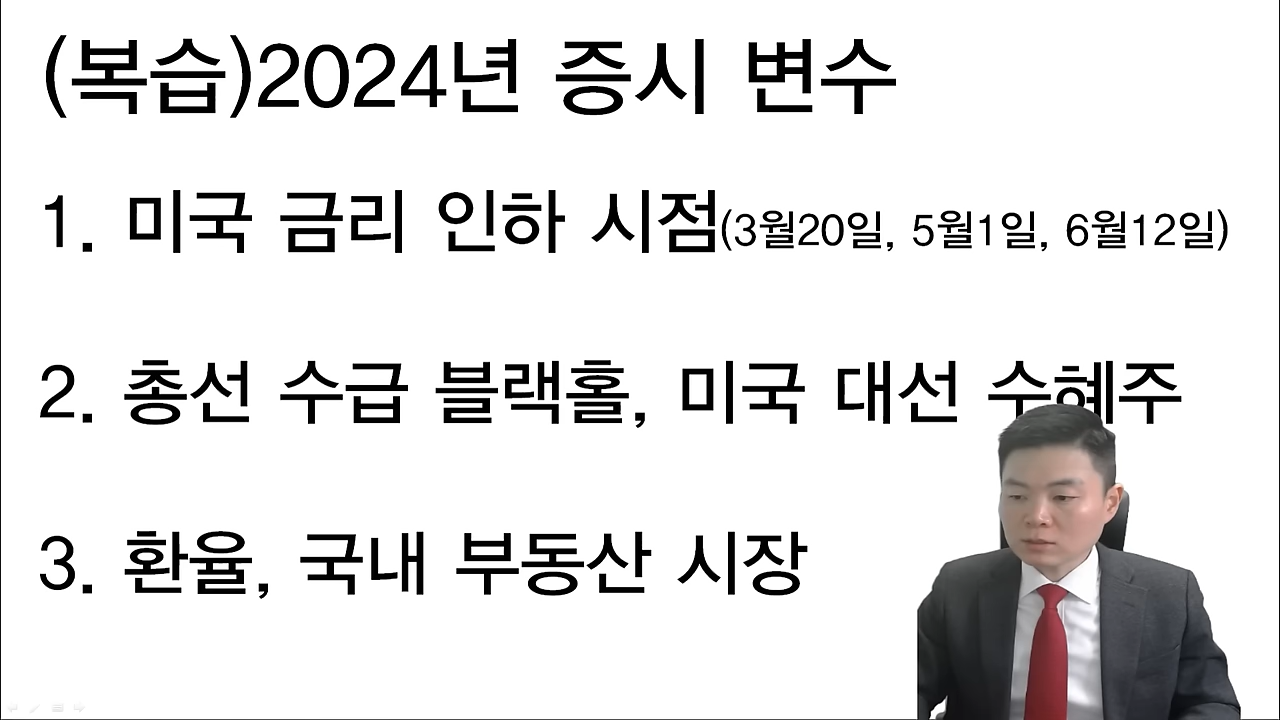 (복습)2024년 증시 변수
1. 미국 금리 인하 시점(3월20일, 5월1일, 6월12일)
2. 총선 수급 블랙홀, 미국 대선 수혜주
3. 환율, 국내 부동산 시장